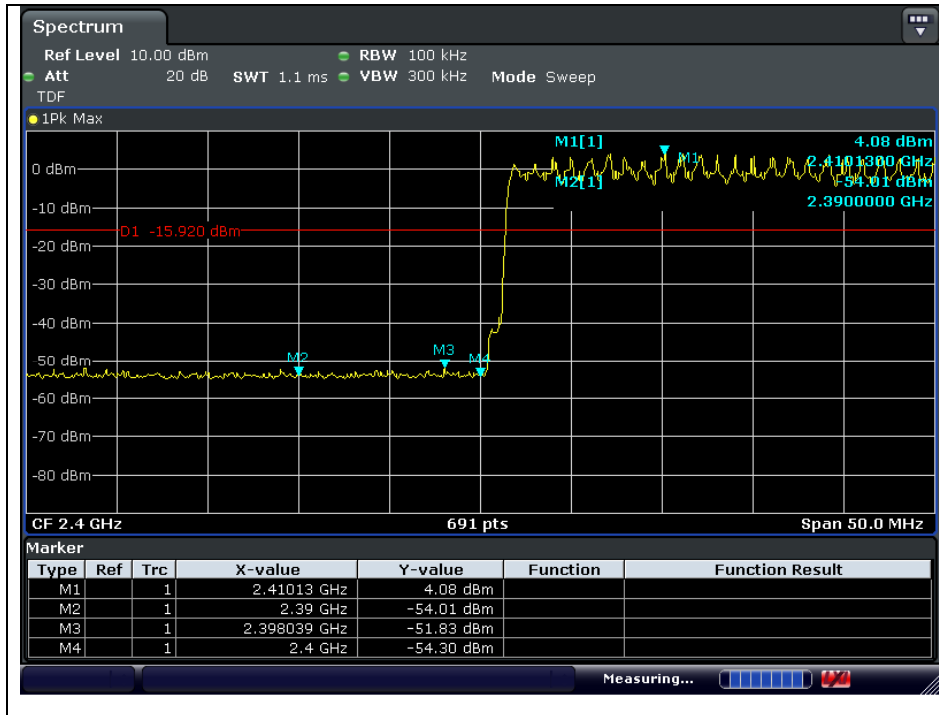 Spectrum
Ref Level 10.00 dBm RBW 100 kHz
Att 20 dB SWT 1.1 ms VBW 300 kHz Mode Sweep
TDF
1Pk Max
M1[1] 4.08 dBm
M1 2.4101300 GHz
0 dBm
M2[1] -54.01 dBm
2.3900000 GHz
-10 dBm
D1 -15.920 dBm
-20 dBm
-30 dBm
-40 dBm
M2 M3 M4
-50 dBm
-60 dBm
-70 dBm
-80 dBm
CF 2.4 GHz 691 pts Span 50.0 MHz
Marker
Type Ref Trc X-value Y-value Function Function Result
M1 1 2.41013 GHz 4.08 dBm
M2 1 2.39 GHz -54.01 dBm
M3 1 2.398039 GHz -51.83 dBm
M4 1 2.4 GHz -54.30 dBm
Measuring...